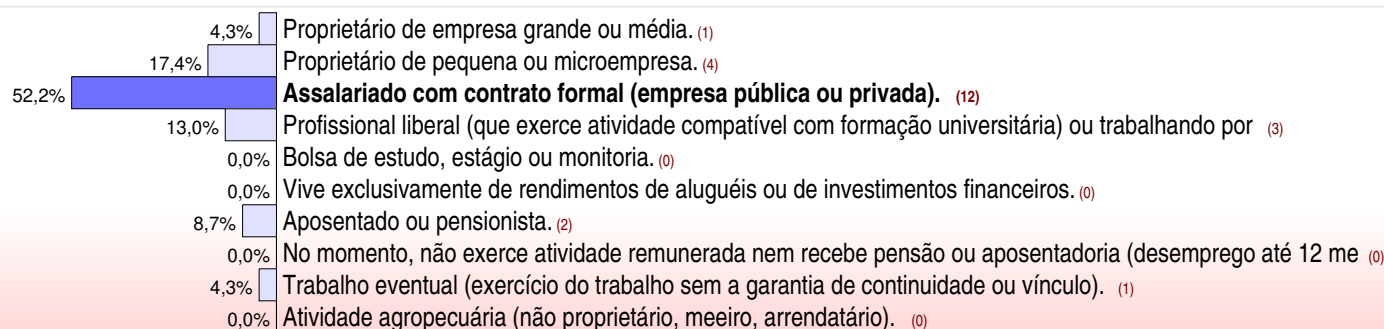 4,3% Proprietário de empresa grande ou média. (1)
17,4% Proprietário de pequena ou microempresa. (4)
52,2% Assalariado com contrato formal (empresa pública ou privada). (12)
13,0% Profissional liberal (que exerce atividade compatível com formação universitária) ou trabalhando por (3)
0,0% Bolsa de estudo, estágio ou monitoria. (0)
0,0% Vive exclusivamente de rendimentos de aluguéis ou de investimentos financeiros. (0)
8,7% Aposentado ou pensionista. (2)
0,0% No momento, não exerce atividade remunerada nem recebe pensão ou aposentadoria (desemprego até 12 me (0)
4,3% Trabalho eventual (exercício do trabalho sem a garantia de continuidade ou vínculo). (1)
0,0% Atividade agropecuária (não proprietário, meeiro, arrendatário). (0)